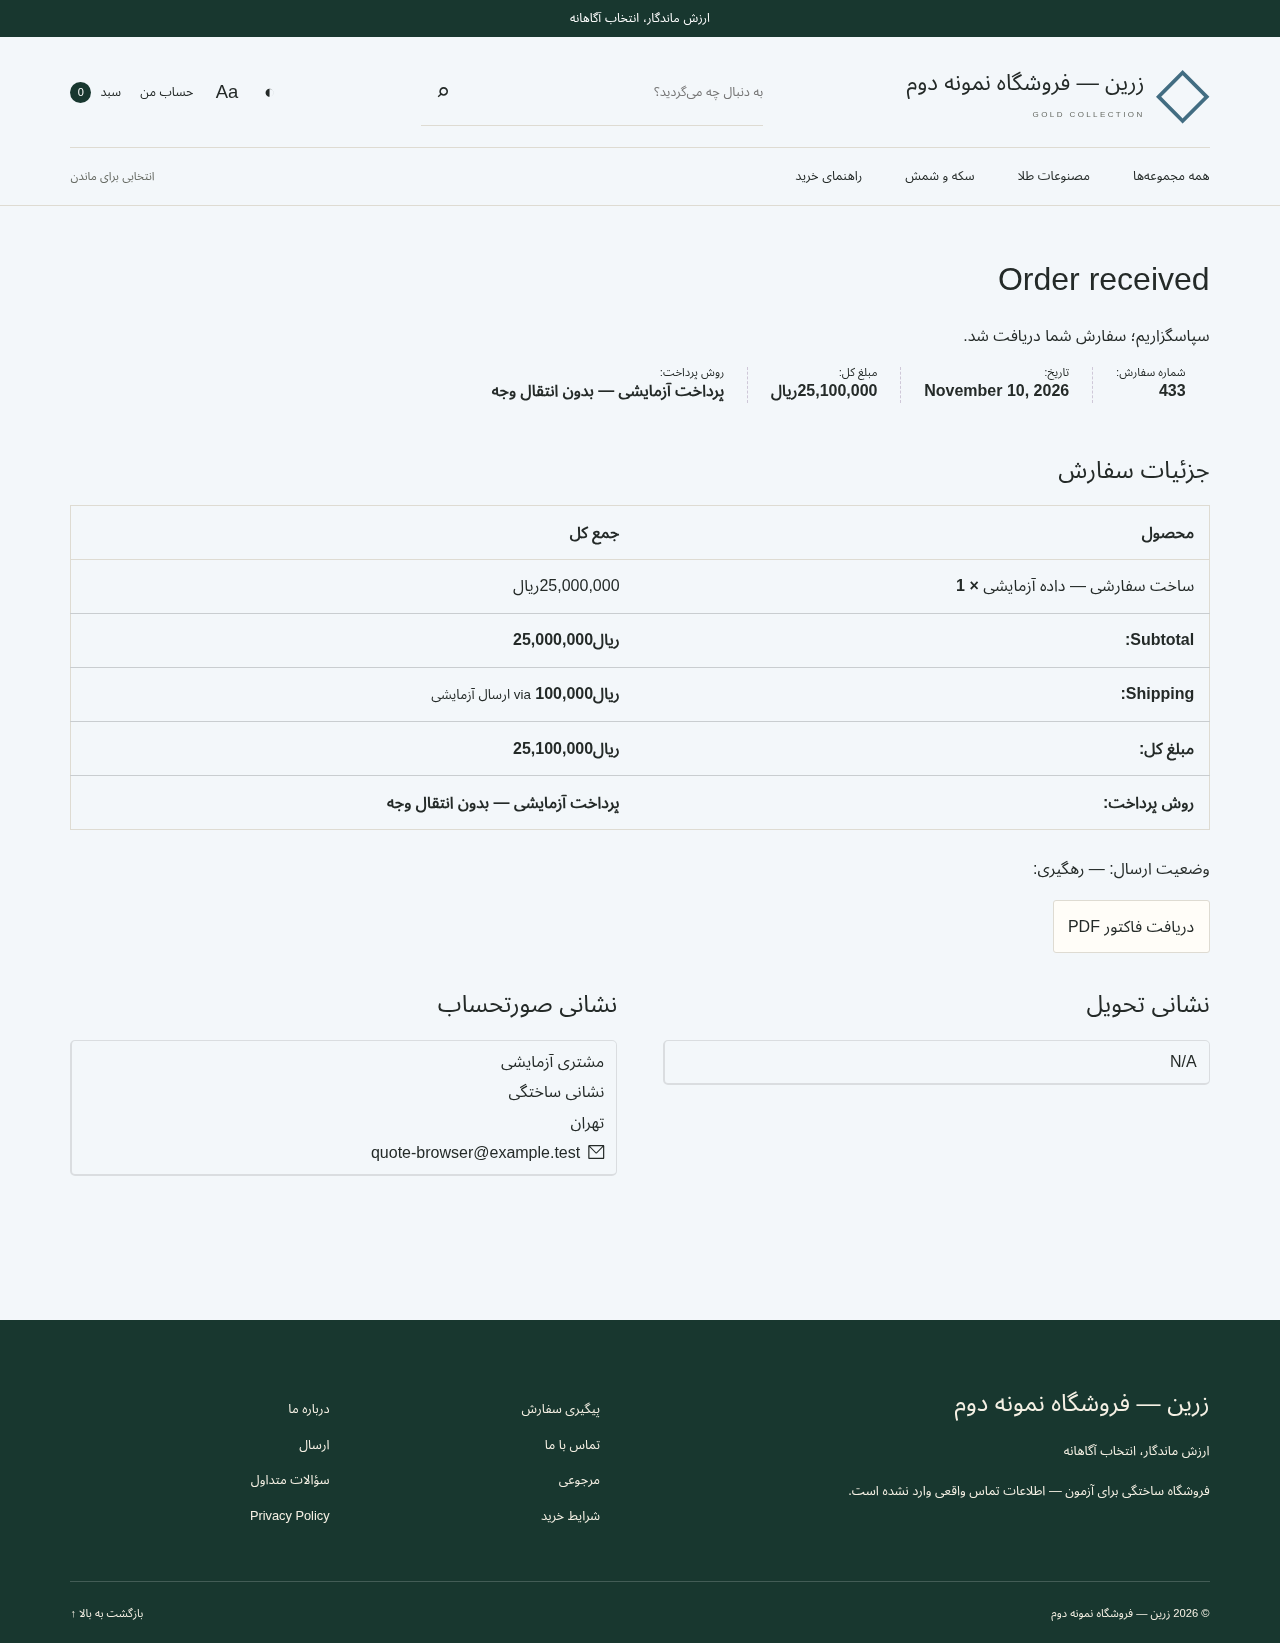 ارزش ماندگار، انتخاب آگاهانه
زرین — فروشگاه نمونه دوم
GOLD COLLECTION
به دنبال چه می‌گردید؟
Aa
حساب من
سبد 0
همه مجموعه‌ها
مصنوعات طلا
سکه و شمش
راهنمای خرید
انتخابی برای ماندن
Order received
سپاسگزاریم؛ سفارش شما دریافت شد.
شماره سفارش:
433
تاریخ:
November 10, 2026
مبلغ کل:
25,100,000ریال
روش پرداخت:
پرداخت آزمایشی — بدون انتقال وجه
جزئیات سفارش
محصول جمع کل
ساخت سفارشی — داده آزمایشی × 1 25,000,000ریال
Subtotal: ریال25,000,000
Shipping: ریال100,000 via ارسال آزمایشی
مبلغ کل: ریال25,100,000
روش پرداخت: پرداخت آزمایشی — بدون انتقال وجه
وضعیت ارسال: — رهگیری:
دریافت فاکتور PDF
نشانی تحویل
N/A
نشانی صورتحساب
مشتری آزمایشی
نشانی ساختگی
تهران
quote-browser@example.test
زرین — فروشگاه نمونه دوم
ارزش ماندگار، انتخاب آگاهانه
فروشگاه ساختگی برای آزمون — اطلاعات تماس واقعی وارد نشده است.
پیگیری سفارش
تماس با ما
مرجوعی
شرایط خرید
درباره ما
ارسال
سؤالات متداول
Privacy Policy
© 2026 زرین — فروشگاه نمونه دوم
بازگشت به بالا ↑